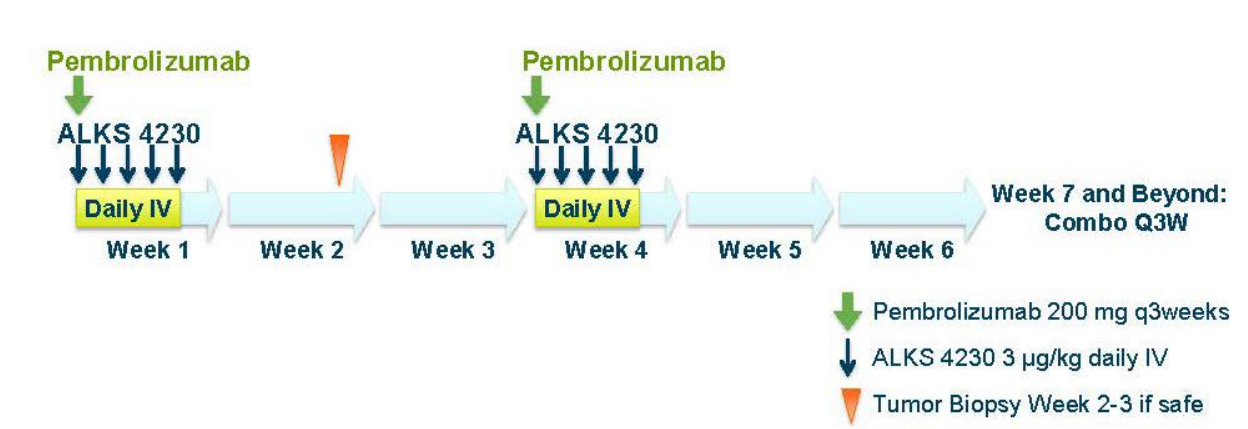 Pembrolizumab
Pembrolizumab
ALKS 4230
ALKS 4230
Daily IV
Daily IV
Week 1
Week 2
Week 3
Week 4
Week 5
Week 6
Week 7 and Beyond:
Combo Q3W
Pembrolizumab 200 mg q3weeks
ALKS 4230 3 µg/kg daily IV
Tumor Biopsy Week 2-3 if safe